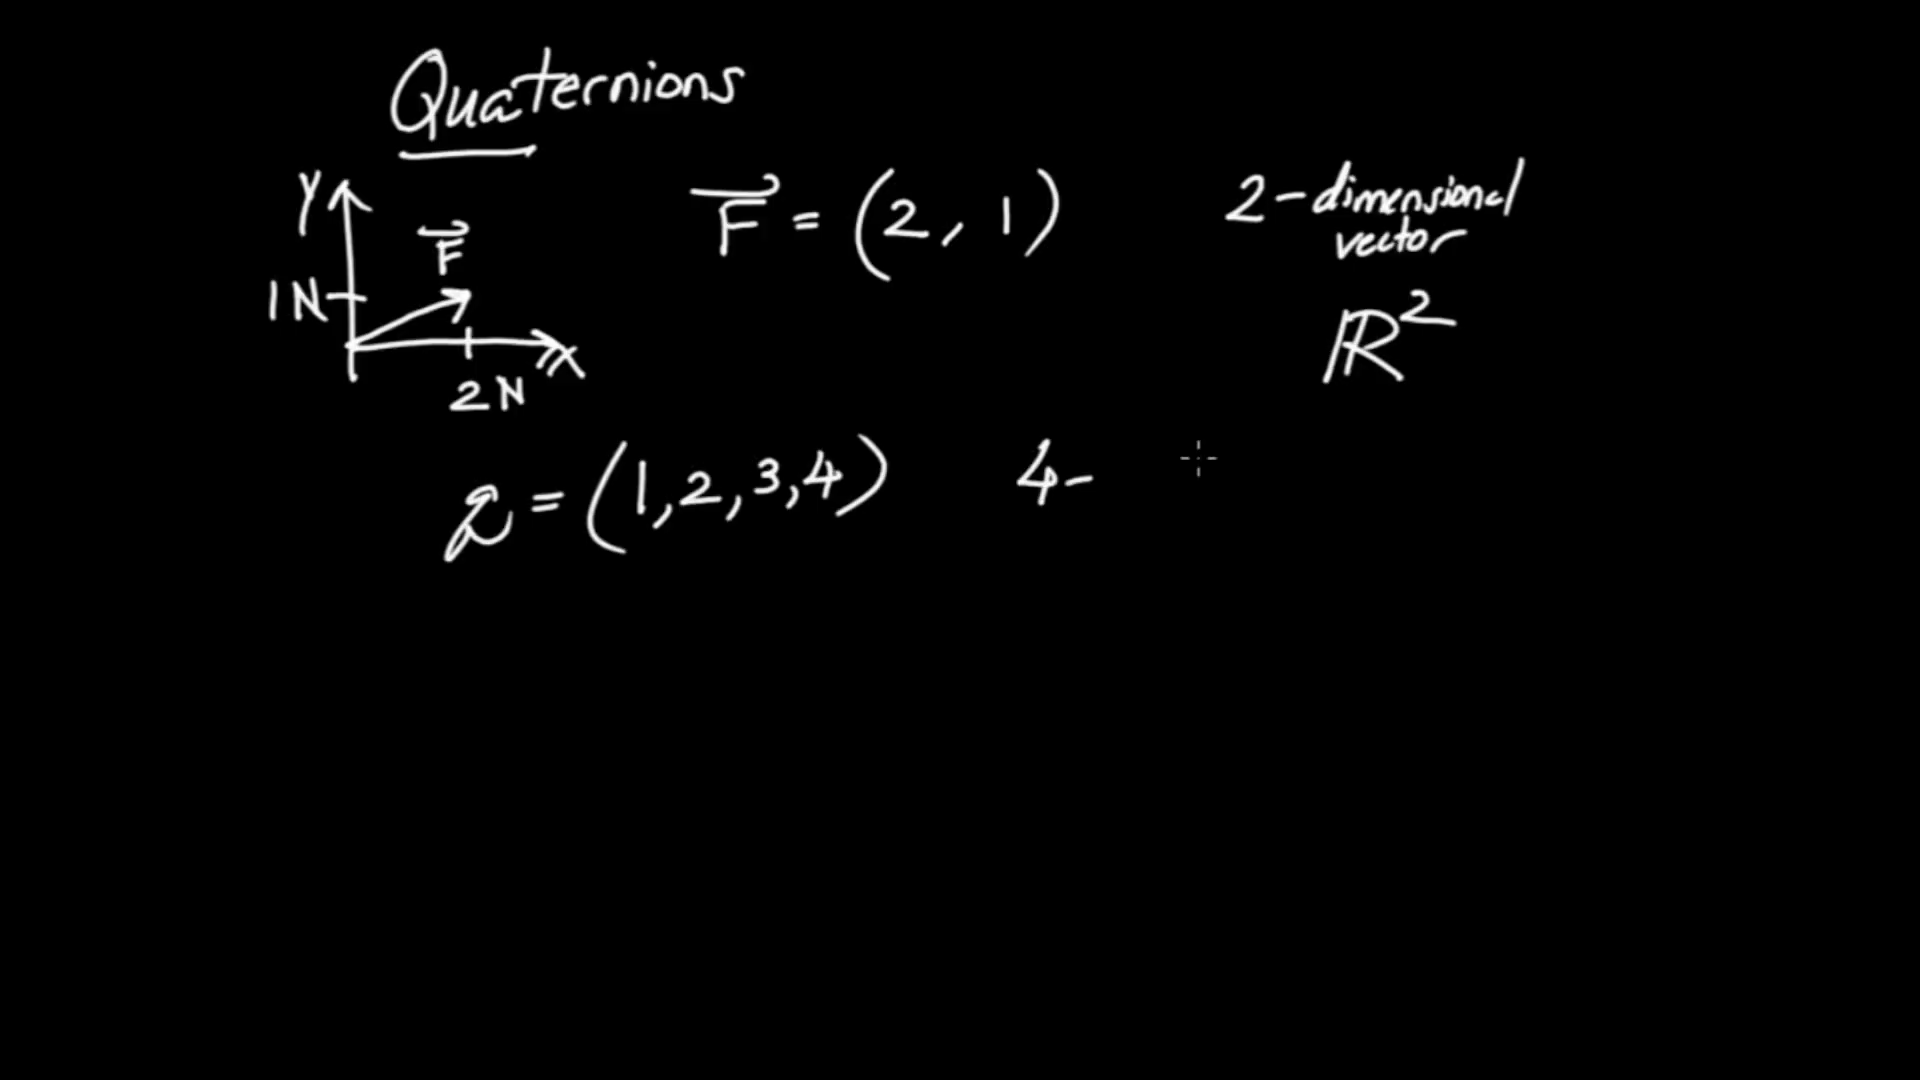 Quaternions
Y
F
1N
2N
X
F = (2, 1)
2-dimensional
vector
ℝ²
q = (1,2,3,4)
4-